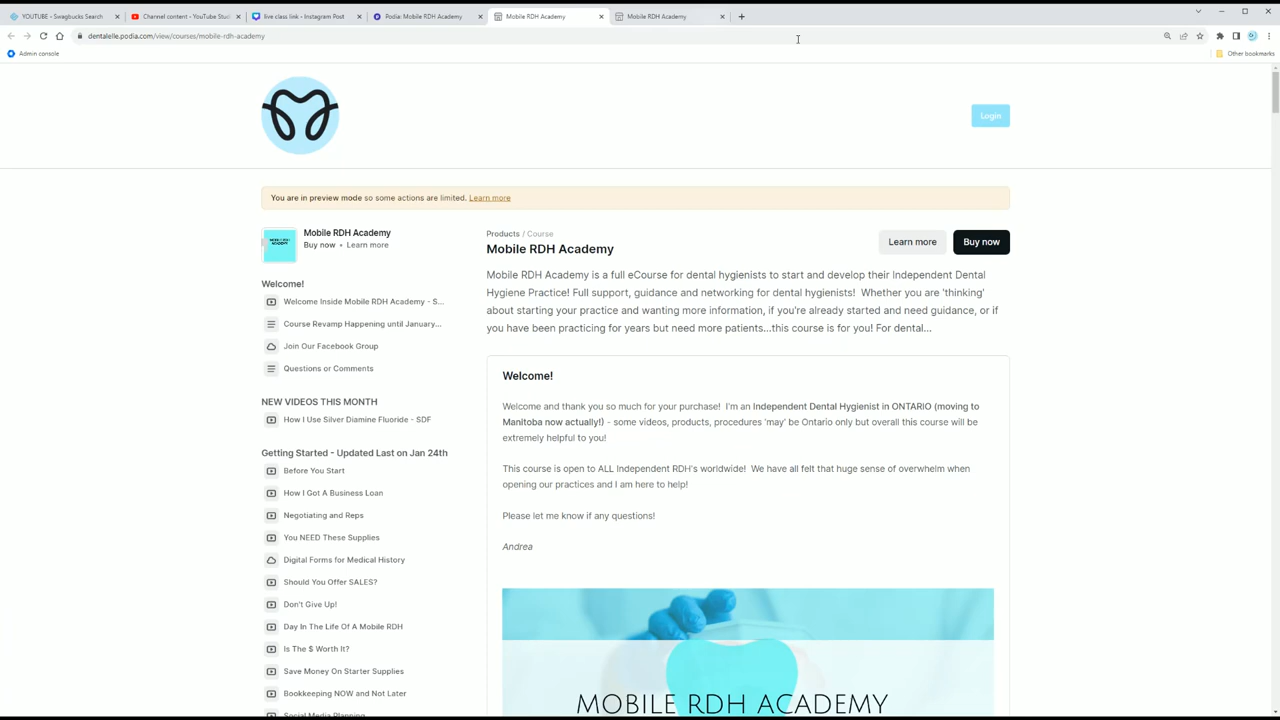 YOUTUBE - Swagbucks Search
Channel content - YouTube Stud
live class link - Instagram Post
Podia: Mobile RDH Academy
Mobile RDH Academy
Mobile RDH Academy
dentalelle.podia.com/view/courses/mobile-rdh-academy
Admin console
Other bookmarks
Login
You are in preview mode so some actions are limited. Learn more
Mobile RDH Academy
Buy now • Learn more
Welcome!
Welcome Inside Mobile RDH Academy - S...
Course Revamp Happening until January...
Join Our Facebook Group
Questions or Comments
NEW VIDEOS THIS MONTH
How I Use Silver Diamine Fluoride - SDF
Getting Started - Updated Last on Jan 24th
Before You Start
How I Got A Business Loan
Negotiating and Reps
You NEED These Supplies
Digital Forms for Medical History
Should You Offer SALES?
Don't Give Up!
Day In The Life Of A Mobile RDH
Is The $ Worth It?
Save Money On Starter Supplies
Bookkeeping NOW and Not Later
Social Media Planning
Products / Course
Mobile RDH Academy
Learn more
Buy now
Mobile RDH Academy is a full eCourse for dental hygienists to start and develop their Independent Dental
Hygiene Practice! Full support, guidance and networking for dental hygienists! Whether you are 'thinking'
about starting your practice and wanting more information, if you're already started and need guidance, or if
you have been practicing for years but need more patients...this course is for you! For dental...
Welcome!
Welcome and thank you so much for your purchase! I'm an Independent Dental Hygienist in ONTARIO (moving to
Manitoba now actually!) - some videos, products, procedures 'may' be Ontario only but overall this course will be
extremely helpful to you!
This course is open to ALL Independent RDH's worldwide! We have all felt that huge sense of overwhelm when
opening our practices and I am here to help!
Please let me know if any questions!
Andrea
MOBILE RDH ACADEMY